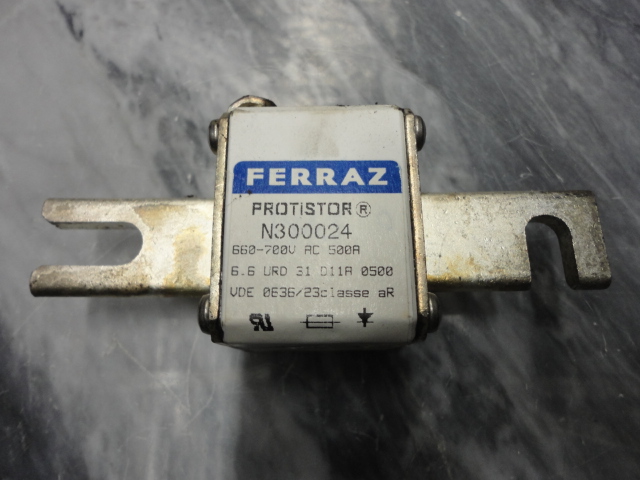 FERRAZ
PROTISTOR®
N300024
660-700V AC 500A
6.6 URD 31 D11A 0500
VDE 0636/23classe aR